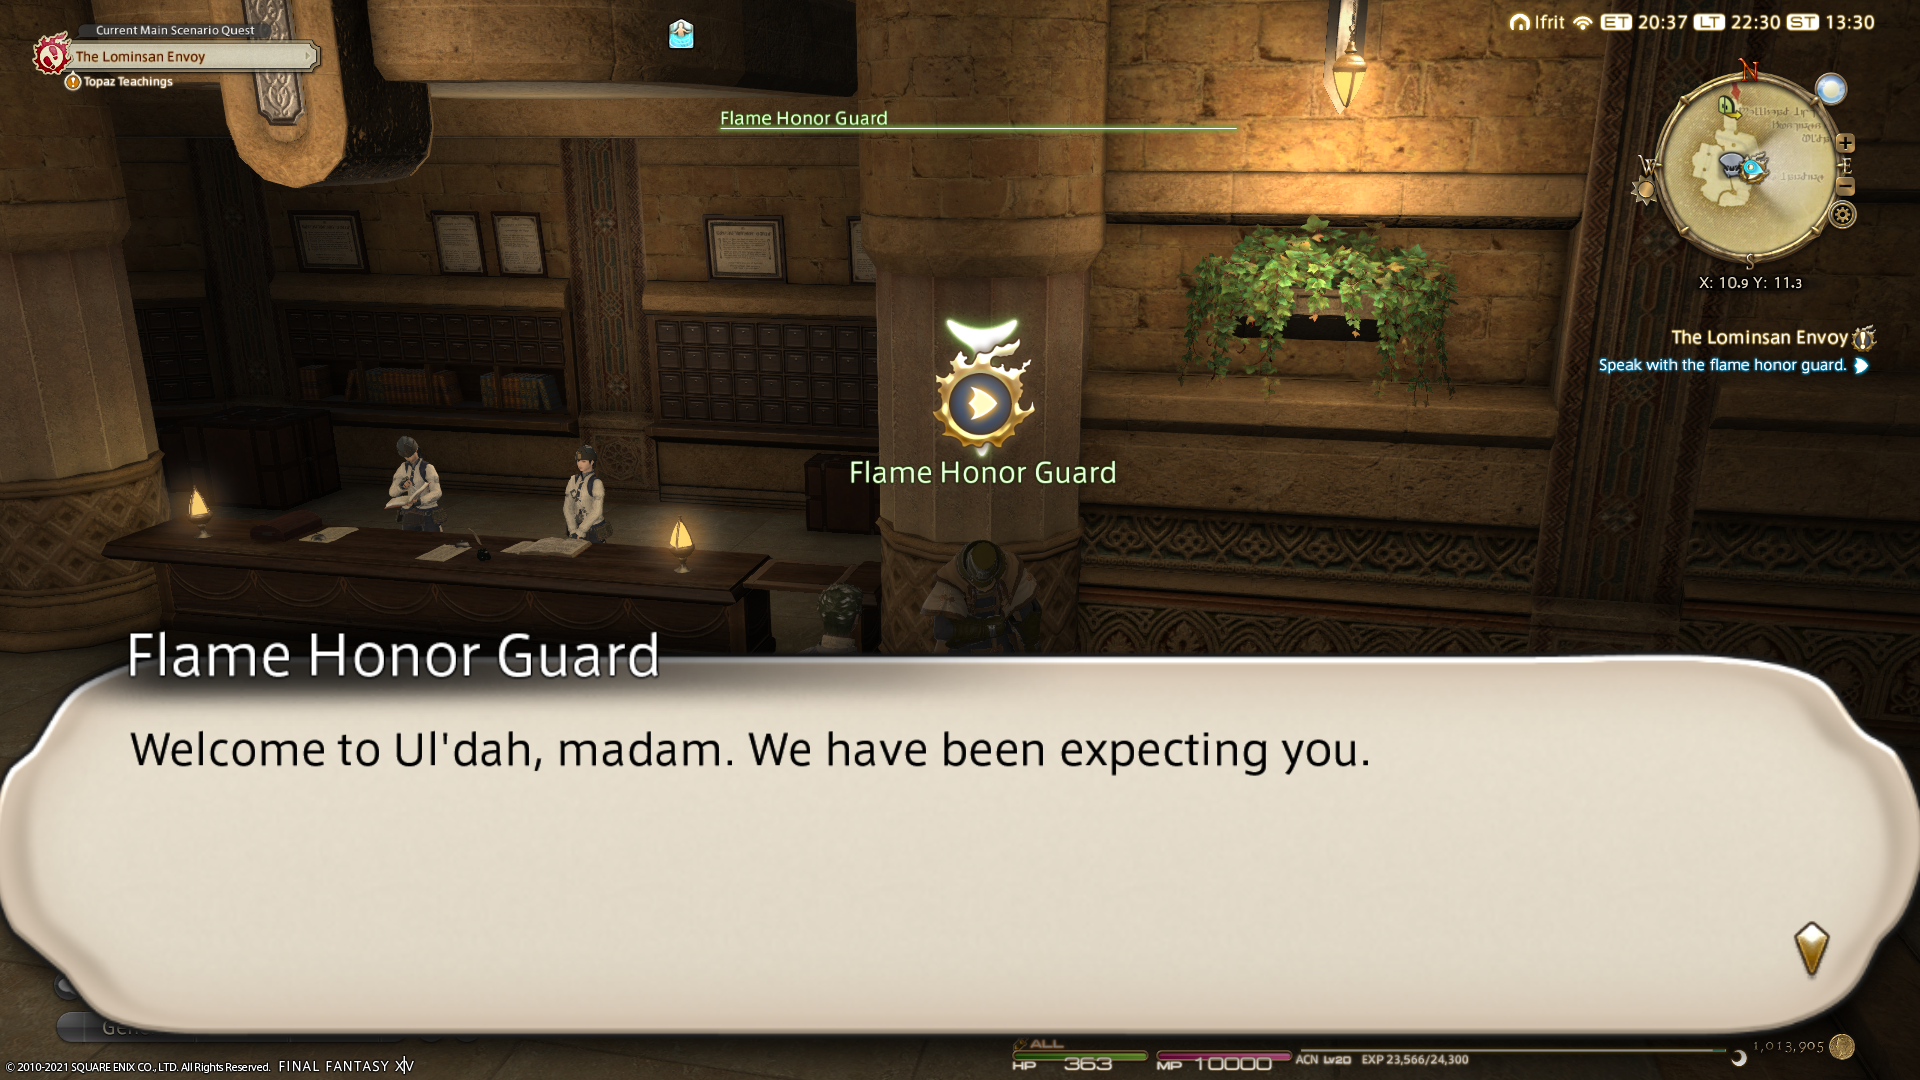 Current Main Scenario Quest
The Lominsan Envoy
Topaz Teachings
Ifrit ET 20:37 LT 22:30 ST 13:30
Flame Honor Guard
N
W
E
S
X: 10.9 Y: 11.3
The Lominsan Envoy
Speak with the flame honor guard.
Flame Honor Guard
Flame Honor Guard
Welcome to Ul'dah, madam. We have been expecting you.
ALL
HP 363 MP 10000 ACN Lv20 EXP 23,566/24,300
1,013,905
© 2010-2021 SQUARE ENIX CO., LTD. All Rights Reserved. FINAL FANTASY XIV